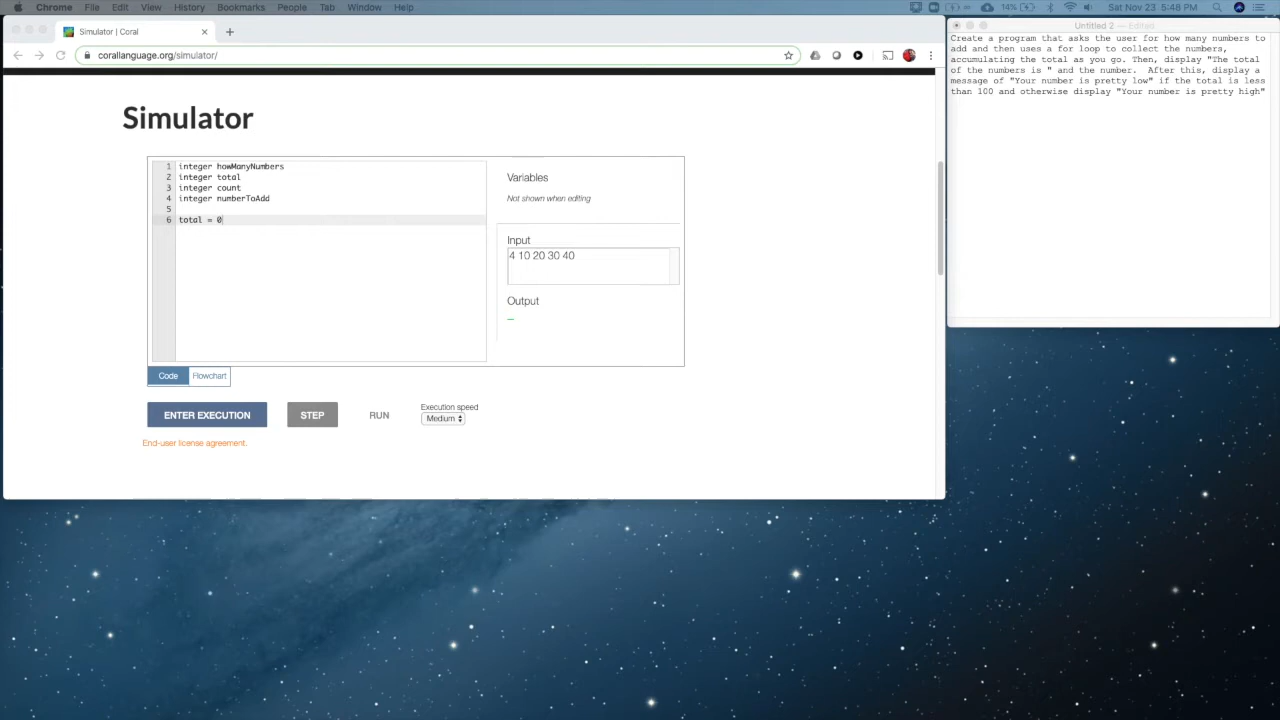 Chrome File Edit View History Bookmarks People Tab Window Help
14% Sat Nov 23 5:48 PM
Simulator | Coral
corallanguage.org/simulator/
Simulator
1 integer howManyNumbers
2 integer total
3 integer count
4 integer numberToAdd
5
6 total = 0
Variables
Not shown when editing
Input
4 10 20 30 40
Output
Code Flowchart
ENTER EXECUTION STEP RUN
Execution speed
Medium
End-user license agreement.
Untitled 2 — Edited
Create a program that asks the user for how many numbers to
add and then uses a for loop to collect the numbers,
accumulating the total as you go. Then, display "The total
of the numbers is " and the number. After this, display a
message of "Your number is pretty low" if the total is less
than 100 and otherwise display "Your number is pretty high"